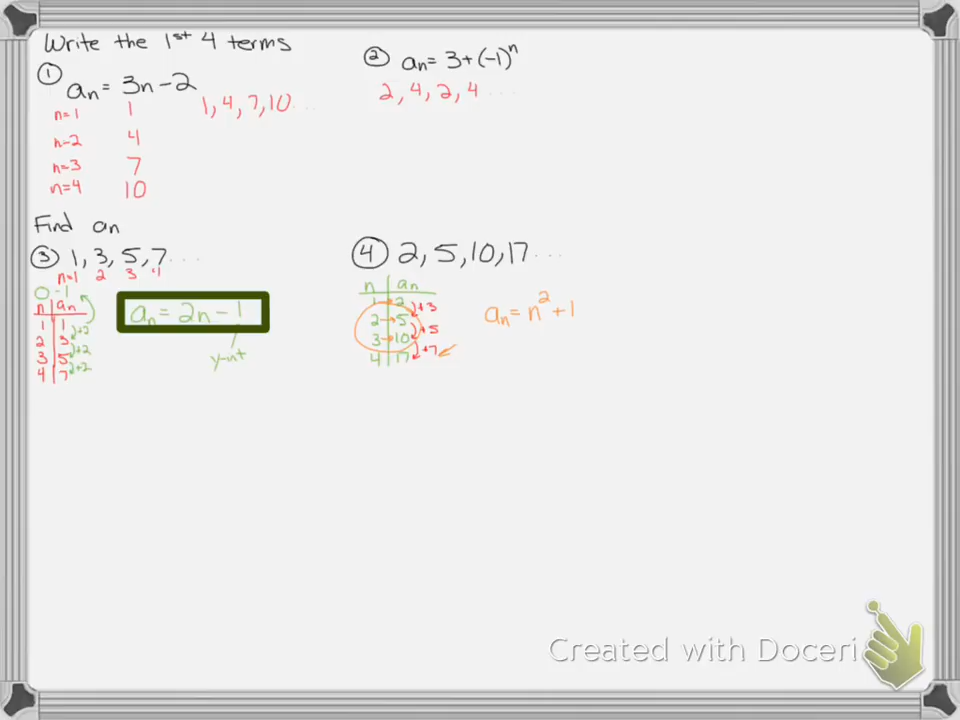 Write the 1st 4 terms
① an = 3n - 2
n=1 1 1, 4, 7, 10...
n=2 4
n=3 7
n=4 10
② an = 3 + (-1)^n
2, 4, 2, 4...
Find an
③ 1, 3, 5, 7...
n=1 2 3 4
0 -1
n an
1 1
2 3 +2
3 5 +2
4 7 +2
an = 2n - 1
y-int
④ 2, 5, 10, 17...
n an
1 → 2
2 → 5 +3
3 → 10 +5
4 17 +7
an = n² + 1
Created with Doceri